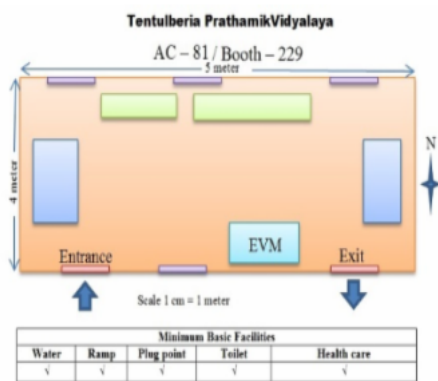 Tentulberia PrathamikVidyalaya
AC – 81 / Booth – 229
5 meter
4 meter
N
Entrance
EVM
Exit
Scale 1 cm = 1 meter
Minimum Basic Facilities
Water Ramp Plug point Toilet Health care
√ √ √ √ √